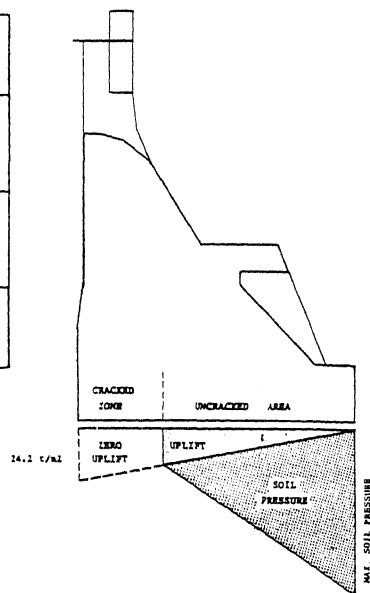 CRACKED
ZONE
UNCRACKED AREA
ZERO
UPLIFT
UPLIFT
24.2 t/m2
SOIL
PRESSURE
MAX. SOIL PRESSURE